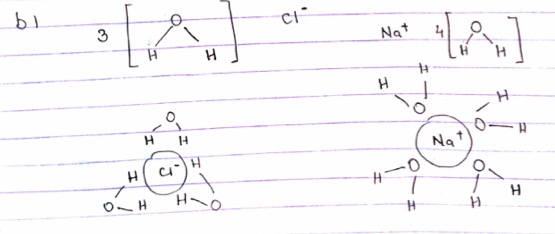 b) 3 [ O H H ] Cl⁻ Na⁺ 4 [ O H H ]
H H
O H
O O H
H H Na⁺
H Cl⁻ H H O O
O H H O H H H